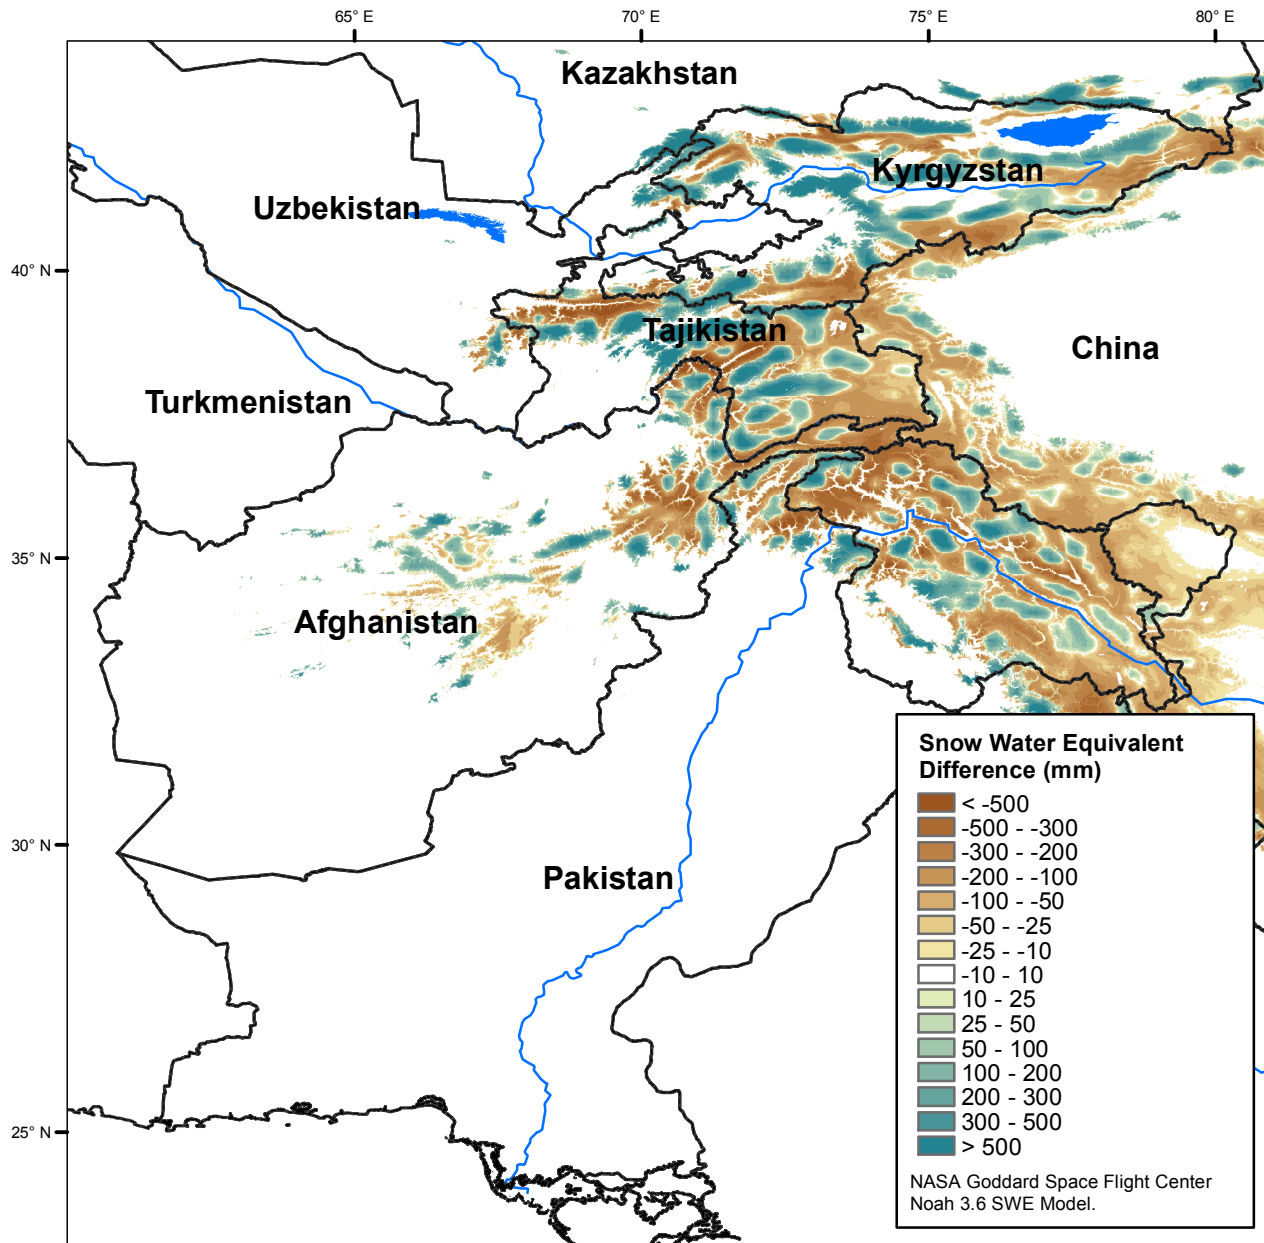 65° E
70° E
75° E
80° E
Kazakhstan
Kyrgyzstan
Uzbekistan
40° N
Tajikistan
China
Turkmenistan
35° N
Afghanistan
30° N
Pakistan
25° N
Snow Water Equivalent
Difference (mm)
< -500
-500 - -300
-300 - -200
-200 - -100
-100 - -50
-50 - -25
-25 - -10
-10 - 10
10 - 25
25 - 50
50 - 100
100 - 200
200 - 300
300 - 500
> 500
NASA Goddard Space Flight Center
Noah 3.6 SWE Model.